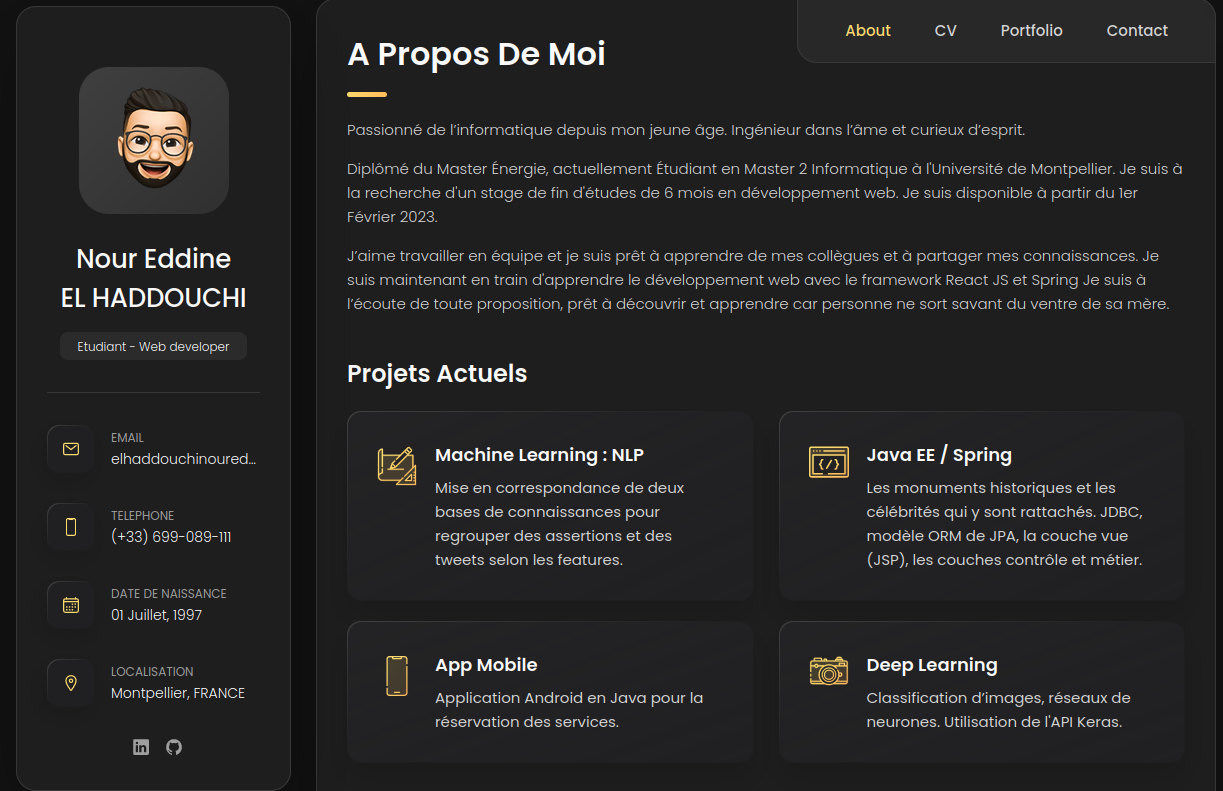 Nour Eddine
EL HADDOUCHI
Etudiant - Web developer
EMAIL
elhaddouchinoured...
TELEPHONE
(+33) 699-089-111
DATE DE NAISSANCE
01 Juillet, 1997
LOCALISATION
Montpellier, FRANCE
in
About CV Portfolio Contact
A Propos De Moi
Passionné de l’informatique depuis mon jeune âge. Ingénieur dans l’âme et curieux d’esprit.
Diplômé du Master Énergie, actuellement Étudiant en Master 2 Informatique à l'Université de Montpellier. Je suis à
la recherche d'un stage de fin d'études de 6 mois en développement web. Je suis disponible à partir du 1er
Février 2023.
J’aime travailler en équipe et je suis prêt à apprendre de mes collègues et à partager mes connaissances. Je
suis maintenant en train d'apprendre le développement web avec le framework React JS et Spring Je suis à
l’écoute de toute proposition, prêt à découvrir et apprendre car personne ne sort savant du ventre de sa mère.
Projets Actuels
Machine Learning : NLP
Mise en correspondance de deux
bases de connaissances pour
regrouper des assertions et des
tweets selon les features.
Java EE / Spring
Les monuments historiques et les
célébrités qui y sont rattachés. JDBC,
modèle ORM de JPA, la couche vue
(JSP), les couches contrôle et métier.
App Mobile
Application Android en Java pour la
réservation des services.
Deep Learning
Classification d’images, réseaux de
neurones. Utilisation de l'API Keras.